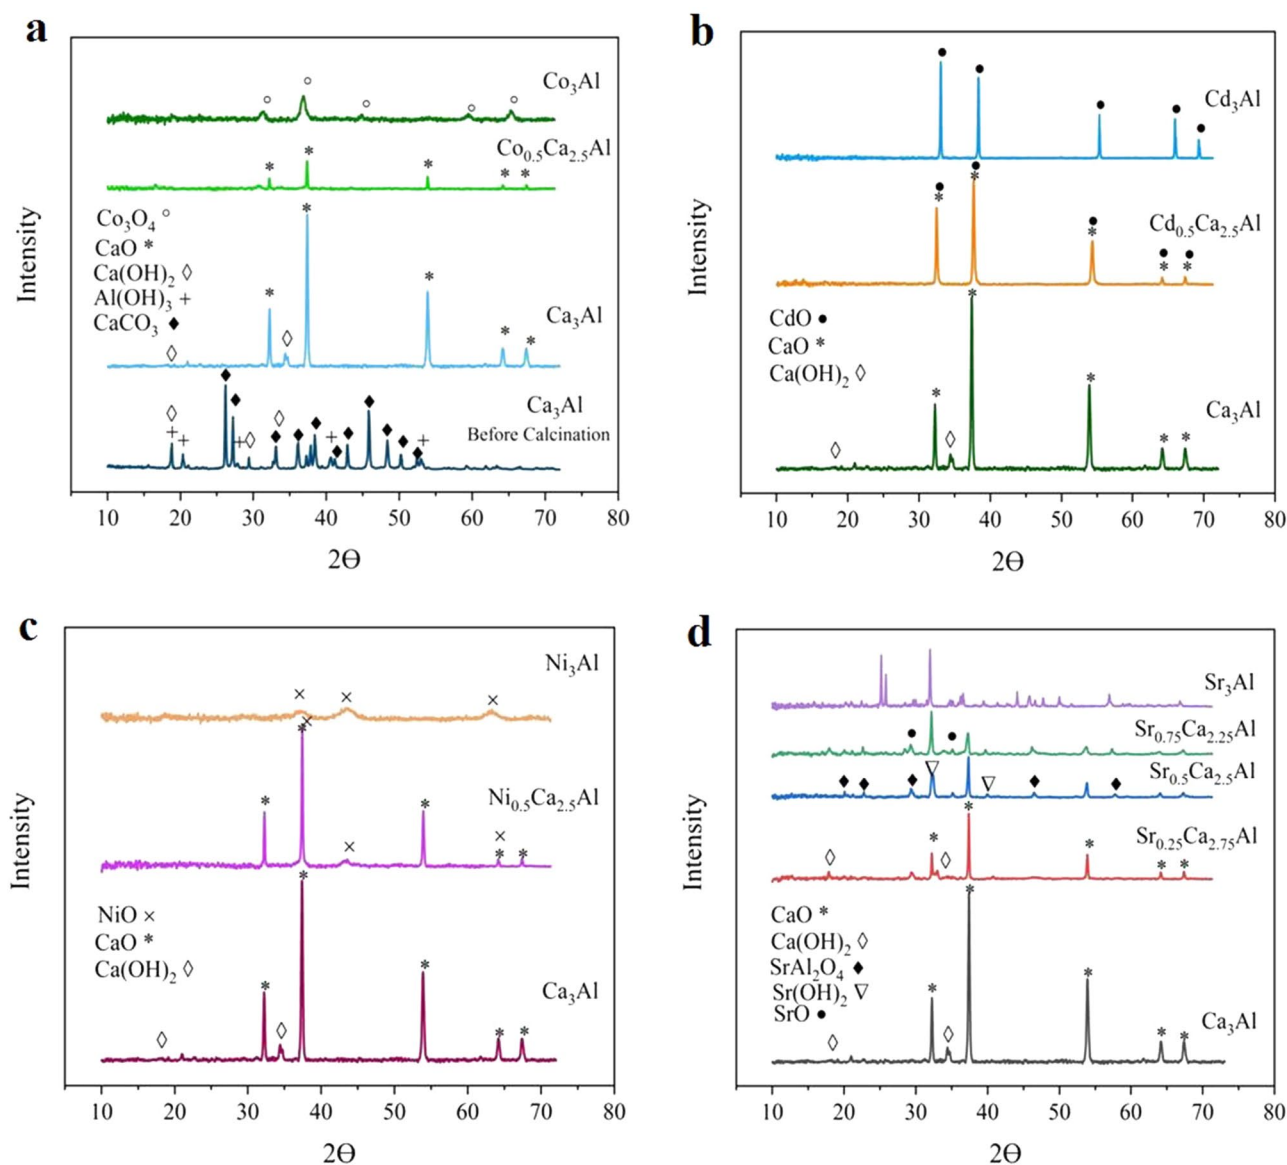 a
Co₃Al
Co₀.₅Ca₂.₅Al
Co₃O₄ ○
CaO *
Ca(OH)₂ ◊
Al(OH)₃ +
CaCO₃ ◆
Ca₃Al
Ca₃Al
Before Calcination
Intensity
10 20 30 40 50 60 70 80
2Θ
b
Cd₃Al
Cd₀.₅Ca₂.₅Al
CdO ●
CaO *
Ca(OH)₂ ◊
Ca₃Al
Intensity
10 20 30 40 50 60 70 80
2Θ
c
Ni₃Al
Ni₀.₅Ca₂.₅Al
NiO ×
CaO *
Ca(OH)₂ ◊
Ca₃Al
Intensity
10 20 30 40 50 60 70 80
2Θ
d
Sr₃Al
Sr₀.₇₅Ca₂.₂₅Al
Sr₀.₅Ca₂.₅Al
Sr₀.₂₅Ca₂.₇₅Al
CaO *
Ca(OH)₂ ◊
SrAl₂O₄ ◆
Sr(OH)₂ ▽
SrO ●
Ca₃Al
Intensity
10 20 30 40 50 60 70 80
2Θ